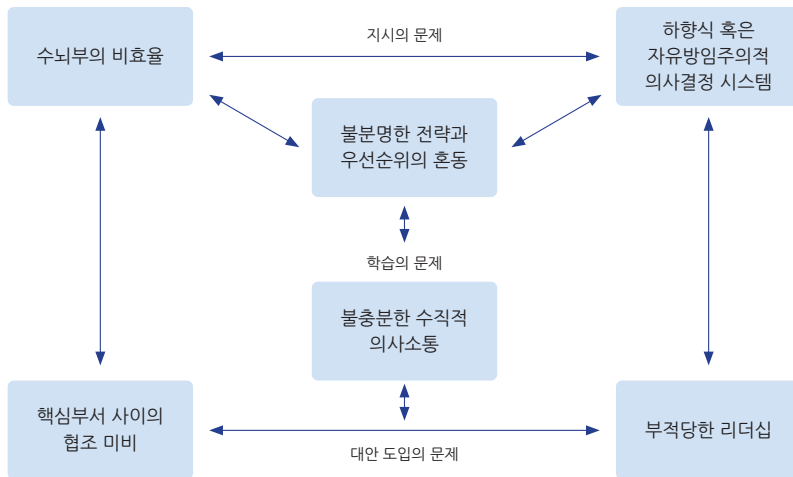 수뇌부의 비효율
지시의 문제
하향식 혹은
자유방임주의적
의사결정 시스템
불분명한 전략과
우선순위의 혼동
학습의 문제
불충분한 수직적
의사소통
핵심부서 사이의
협조 미비
대안 도입의 문제
부적당한 리더십